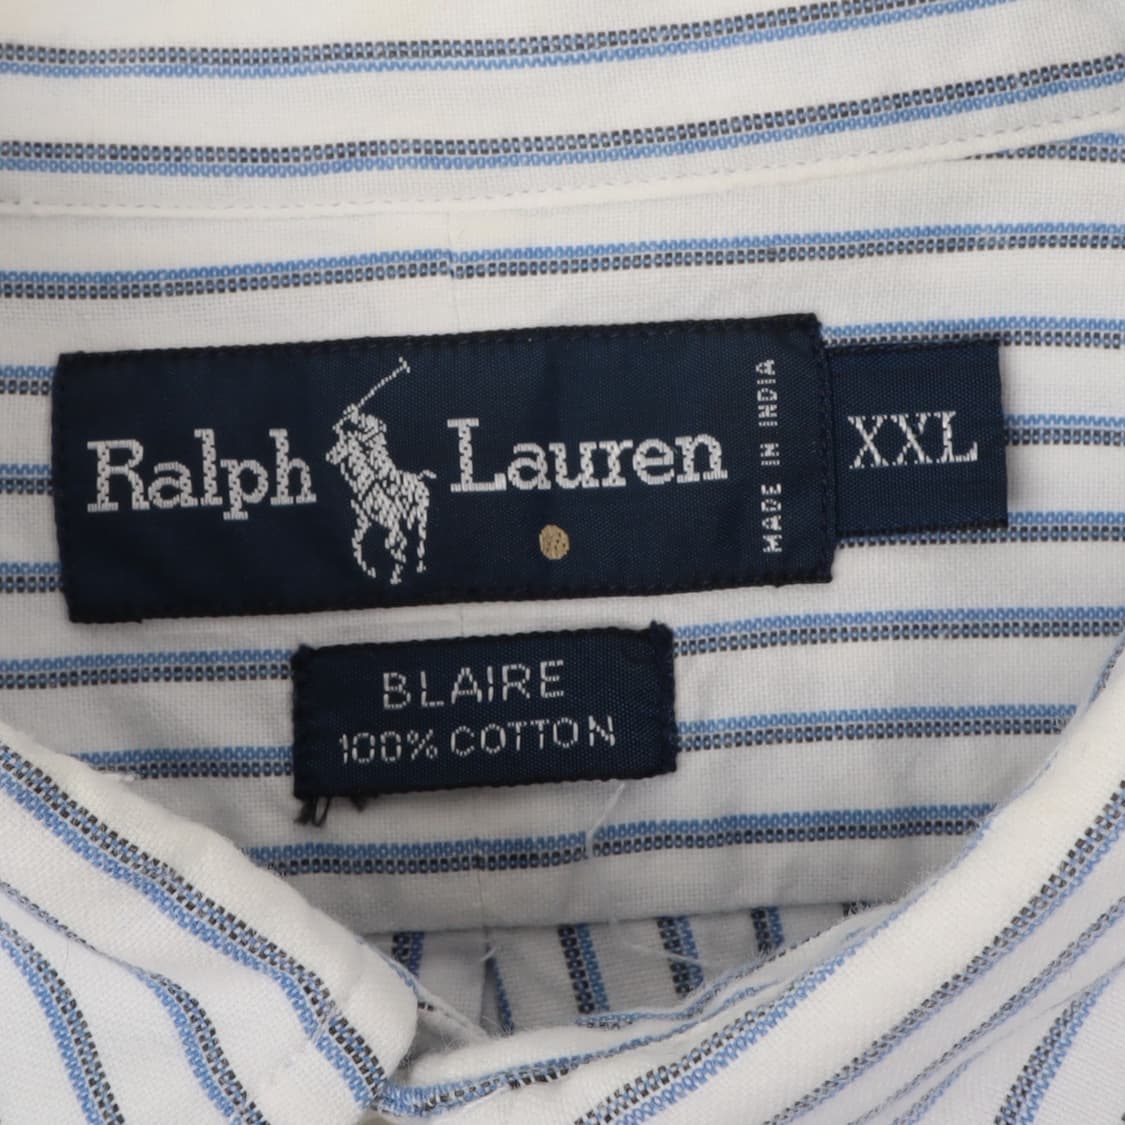 Ralph Lauren
MADE IN INDIA
XXL
BLAIRE
100% COTTON